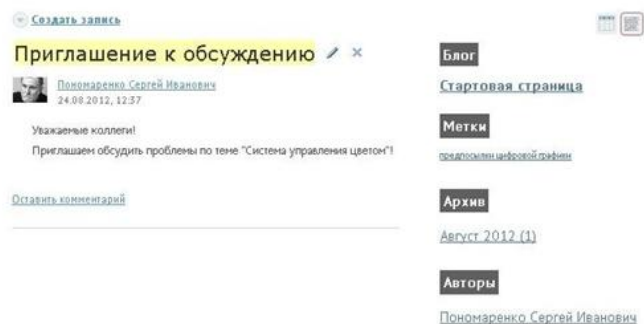 Создать запись
Приглашение к обсуждению
Пономаренко Сергей Иванович
24.08.2012, 12:37
Уважаемые коллеги!
Приглашаем обсудить проблемы по теме "Система управления цветом"!
Оставить комментарий
Блог
Стартовая страница
Метки
предпосылки цифровой графики
Архив
Август 2012 (1)
Авторы
Пономаренко Сергей Иванович